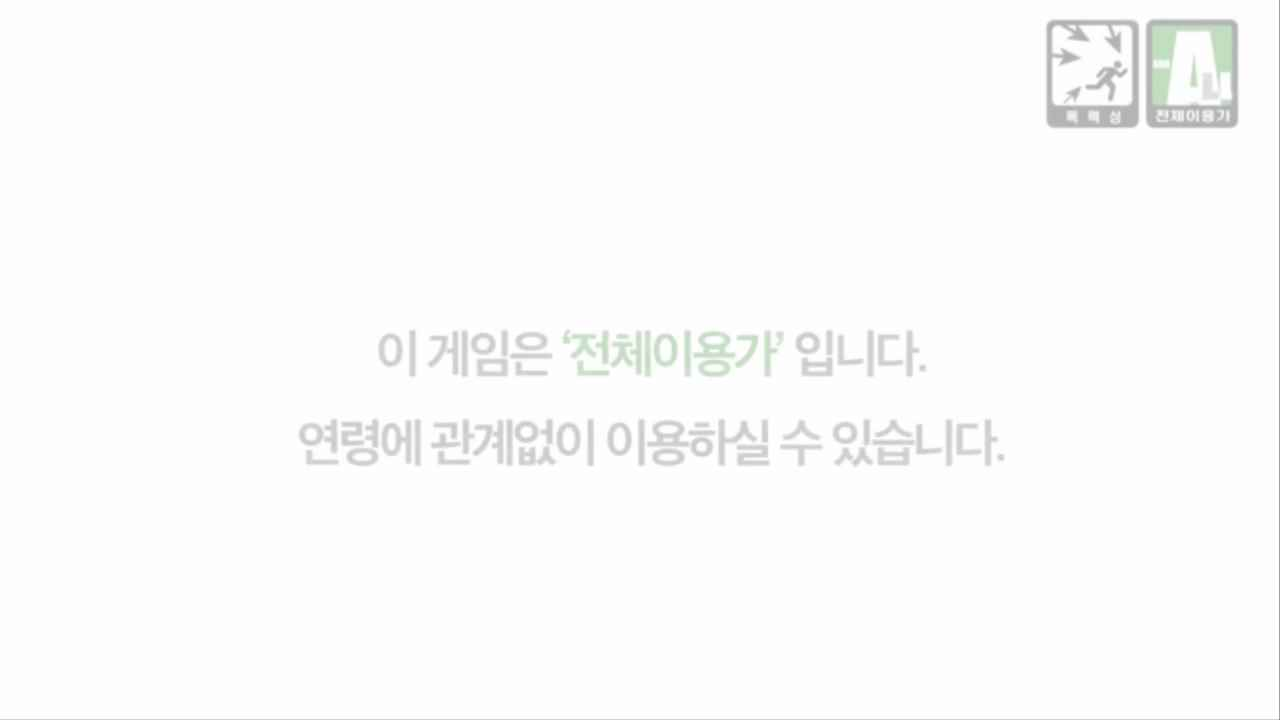 폭력성 전체이용가
이 게임은 ‘전체이용가’ 입니다.
연령에 관계없이 이용하실 수 있습니다.